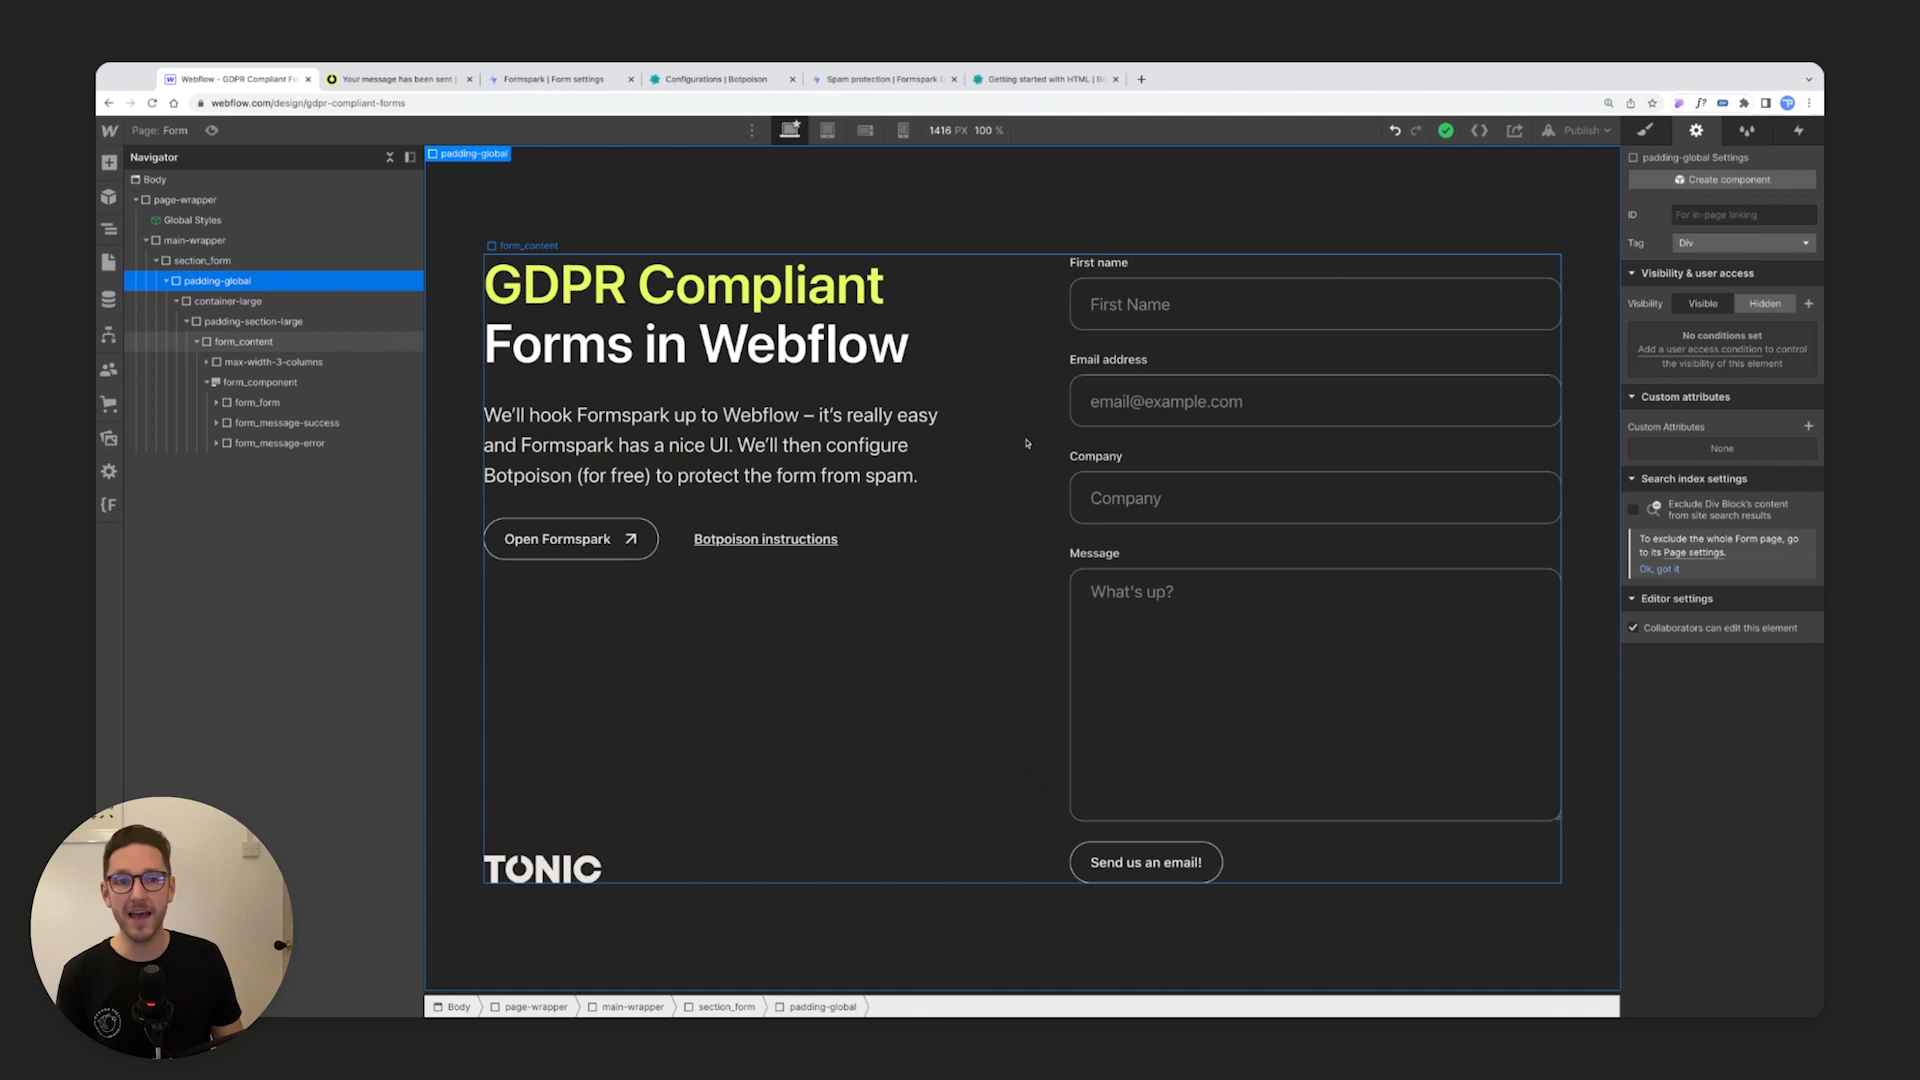 Webflow - GDPR Compliant Fo
Your message has been sent
Formspark | Form settings
Configurations | Botpoison
Spam protection | Formspark D
Getting started with HTML | Bo
webflow.com/design/gdpr-compliant-forms
Page: Form
1416 PX 100 %
Publish
Navigator
Body
page-wrapper
Global Styles
main-wrapper
section_form
padding-global
container-large
padding-section-large
form_content
max-width-3-columns
form_component
form_form
form_message-success
form_message-error
padding-global
form_content
GDPR Compliant
Forms in Webflow
We’ll hook Formspark up to Webflow – it’s really easy
and Formspark has a nice UI. We’ll then configure
Botpoison (for free) to protect the form from spam.
Open Formspark
Botpoison instructions
TONIC
First name
First Name
Email address
email@example.com
Company
Company
Message
What's up?
Send us an email!
padding-global Settings
Create component
ID
For in-page linking
Tag
Div
Visibility & user access
Visibility
Visible
Hidden
No conditions set
Add a user access condition to control
the visibility of this element
Custom attributes
Custom Attributes
None
Search index settings
Exclude Div Block's content
from site search results
To exclude the whole Form page, go
to its Page settings.
Ok, got it
Editor settings
Collaborators can edit this element
Body
page-wrapper
main-wrapper
section_form
padding-global